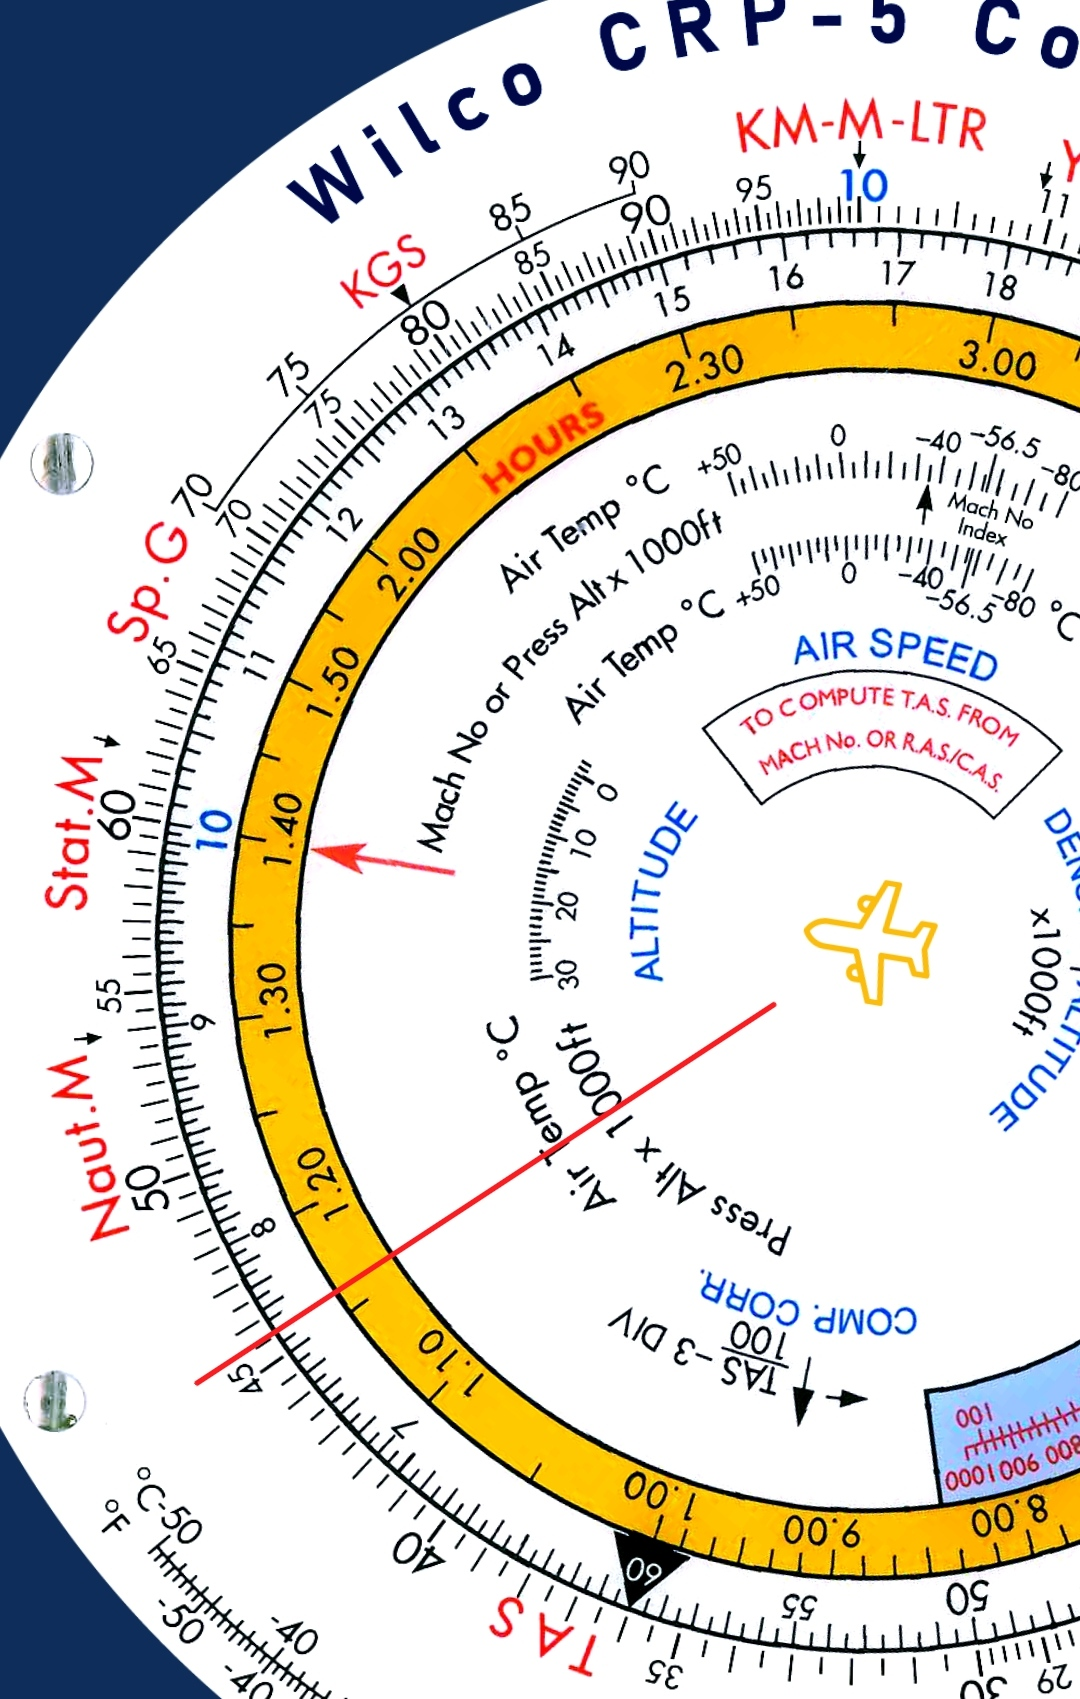 Wilco CRP-5 Co
KM-M-LTR
Y
KGS
70 75 80 85 90
70 75 80 85 90 95 10 11
Sp.G
65
Stat.M
60
55
Naut.M
50
45
40
TAS
35
30
29
7 8 9 10 11 12 13 14 15 16 17 18
60 55 50
HOURS
1.00 1.10 1.20 1.30 1.40 1.50 2.00 2.30 3.00
9.00 8.00
Air Temp °C +50 0 -40 -56.5 -80
Mach No
Index
Mach No or Press Alt x 1000ft
Air Temp °C +50 0 -40 -56.5 -80 °C
AIR SPEED
TO COMPUTE T.A.S. FROM
MACH No. OR R.A.S./C.A.S.
0 10 20 30
ALTITUDE
x1000ft
ALTITUDE
Air Temp °C
Press Alt x 1000ft
COMP. CORR.
TAS -3 DIV
100
100
1000 900 800
°C -50 -40
°F -50 -40